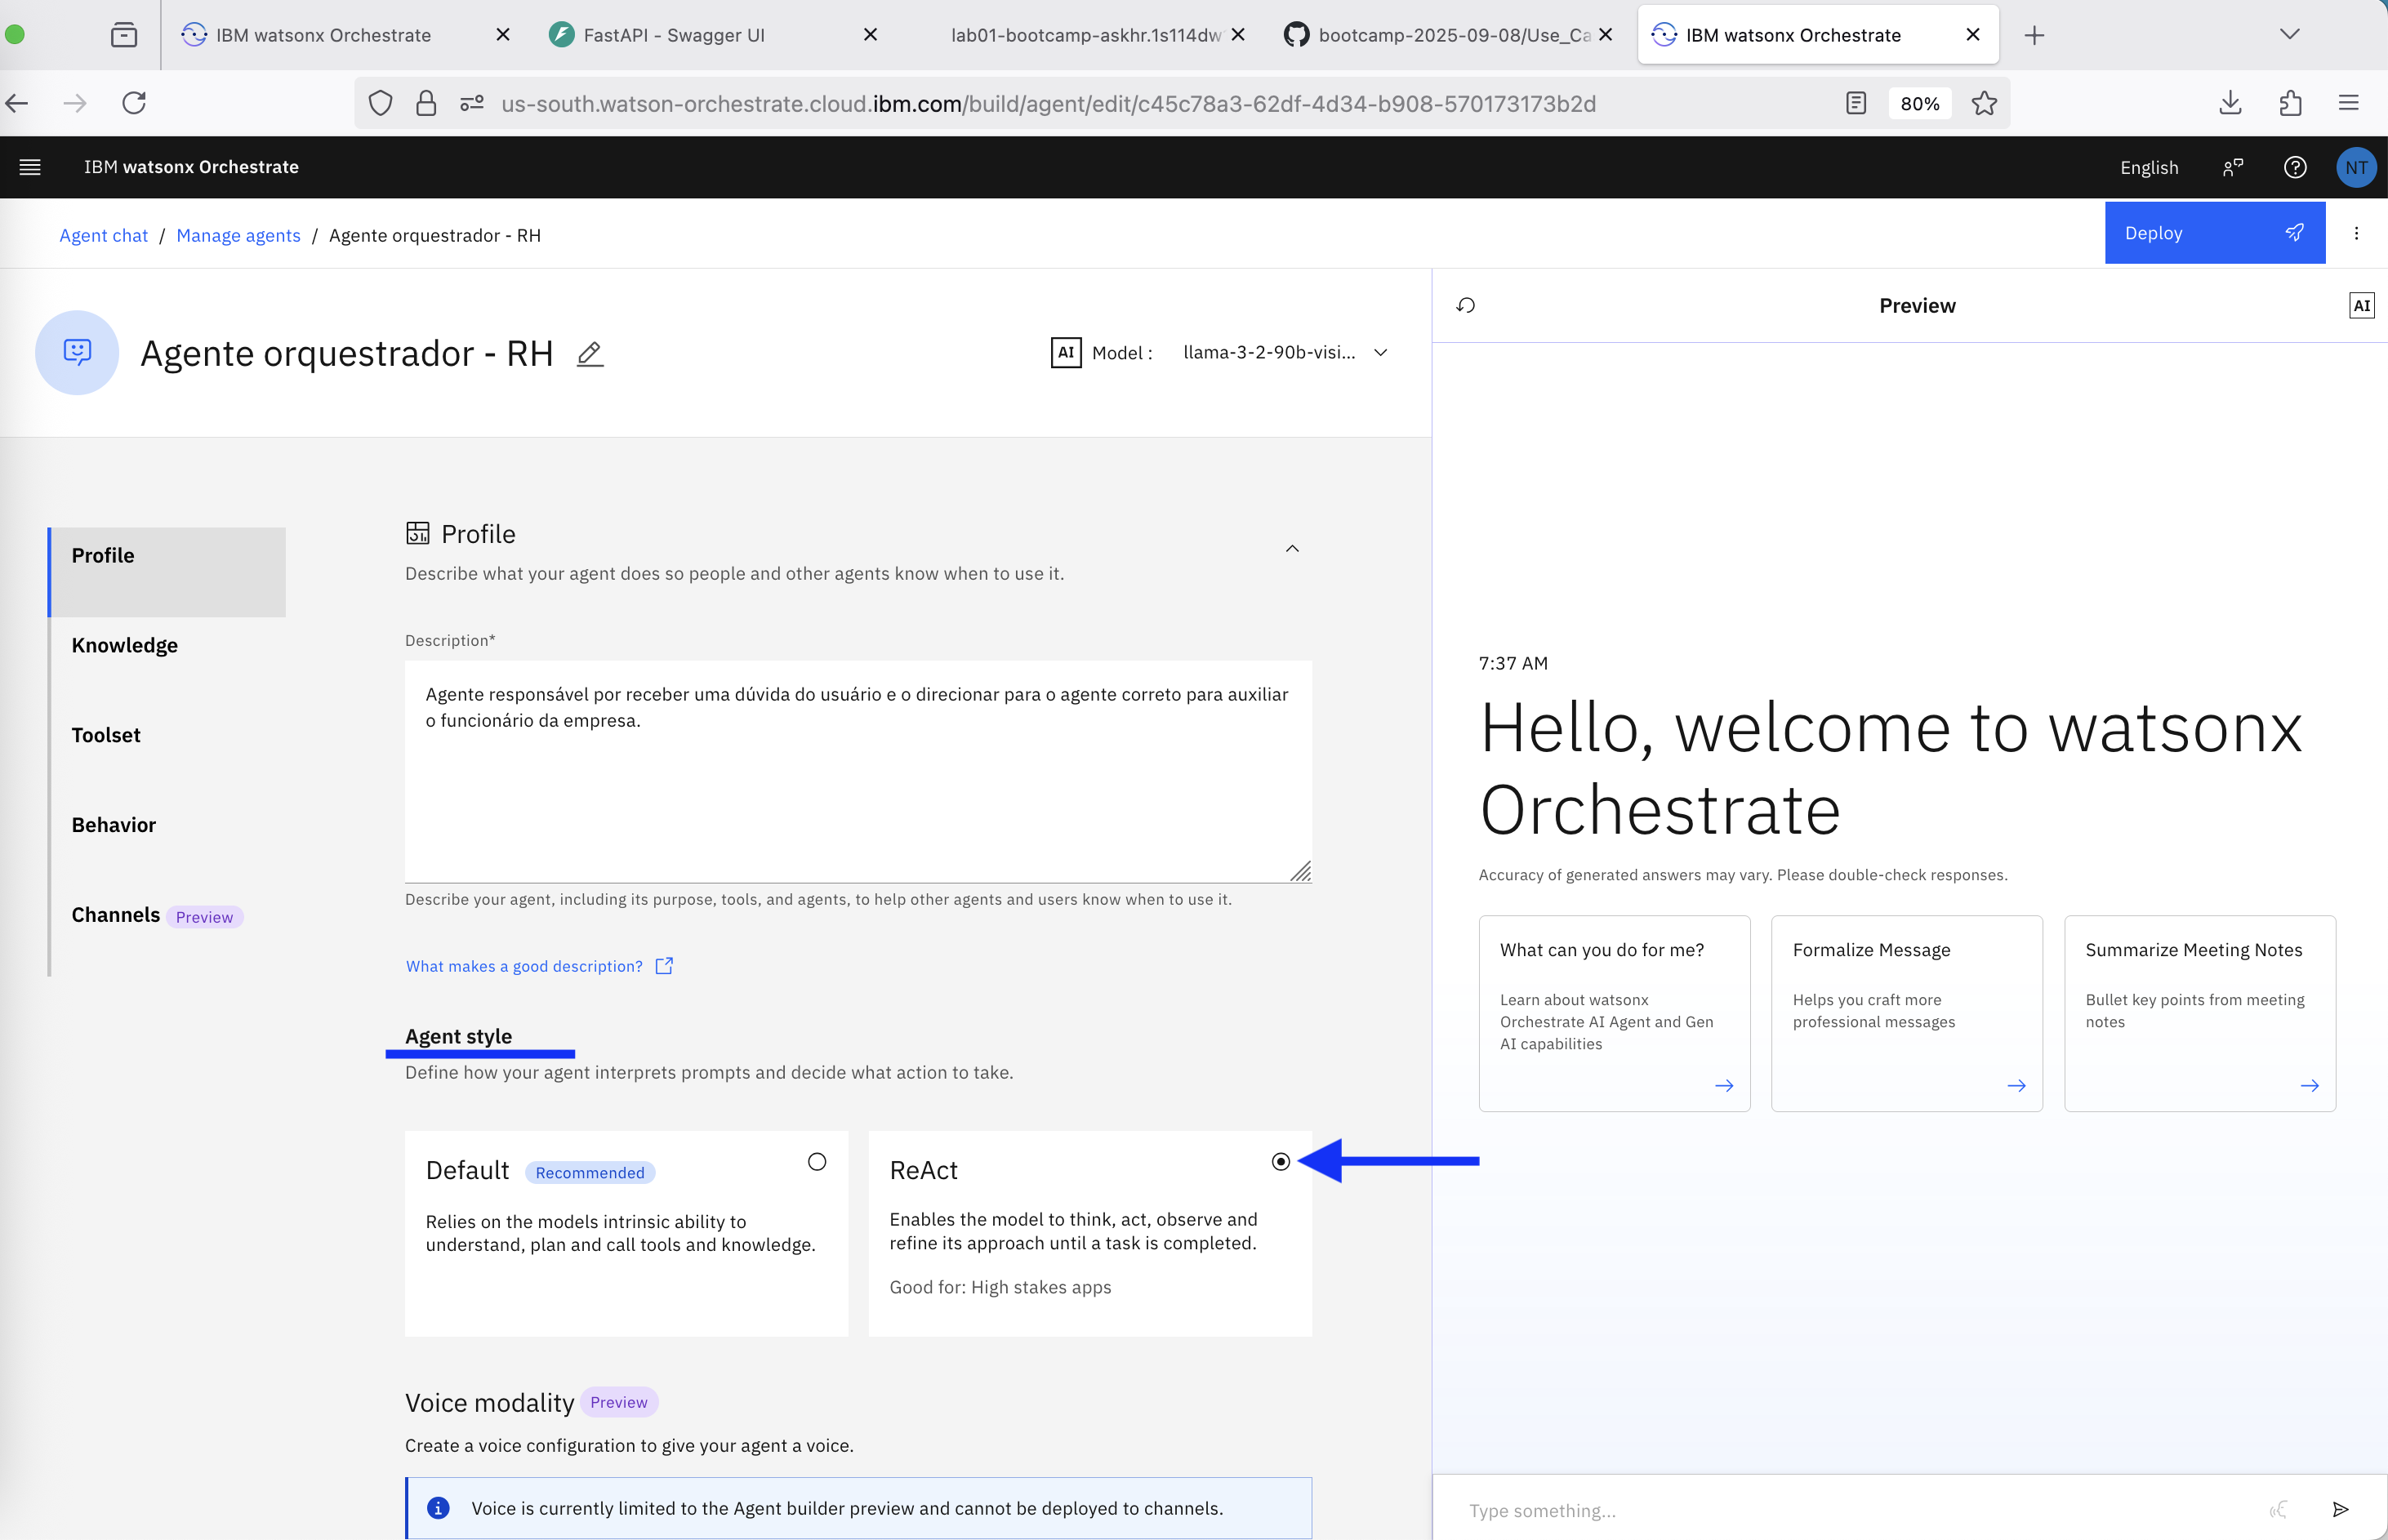 IBM watsonx Orchestrate
FastAPI - Swagger UI
lab01-bootcamp-askhr.1s114dw
bootcamp-2025-09-08/Use_Ca
IBM watsonx Orchestrate
us-south.watson-orchestrate.cloud.ibm.com/build/agent/edit/c45c78a3-62df-4d34-b908-570173173b2d
80%
IBM watsonx Orchestrate
English
NT
Agent chat / Manage agents / Agente orquestrador - RH
Deploy
Agente orquestrador - RH
AI Model : llama-3-2-90b-visi...
Preview
AI
Profile
Knowledge
Toolset
Behavior
Channels Preview
Profile
Describe what your agent does so people and other agents know when to use it.
Description*
Agente responsável por receber uma dúvida do usuário e o direcionar para o agente correto para auxiliar
o funcionário da empresa.
Describe your agent, including its purpose, tools, and agents, to help other agents and users know when to use it.
What makes a good description?
Agent style
Define how your agent interprets prompts and decide what action to take.
Default Recommended
Relies on the models intrinsic ability to
understand, plan and call tools and knowledge.
ReAct
Enables the model to think, act, observe and
refine its approach until a task is completed.
Good for: High stakes apps
Voice modality Preview
Create a voice configuration to give your agent a voice.
Voice is currently limited to the Agent builder preview and cannot be deployed to channels.
7:37 AM
Hello, welcome to watsonx
Orchestrate
Accuracy of generated answers may vary. Please double-check responses.
What can you do for me?
Learn about watsonx
Orchestrate AI Agent and Gen
AI capabilities
Formalize Message
Helps you craft more
professional messages
Summarize Meeting Notes
Bullet key points from meeting
notes
Type something...